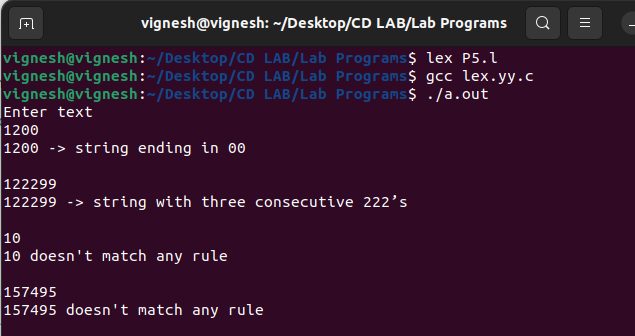 vignesh@vignesh: ~/Desktop/CD LAB/Lab Programs
vignesh@vignesh:~/Desktop/CD LAB/Lab Programs$ lex P5.l
vignesh@vignesh:~/Desktop/CD LAB/Lab Programs$ gcc lex.yy.c
vignesh@vignesh:~/Desktop/CD LAB/Lab Programs$ ./a.out
Enter text
1200
1200 -> string ending in 00
122299
122299 -> string with three consecutive 222’s
10
10 doesn't match any rule
157495
157495 doesn't match any rule